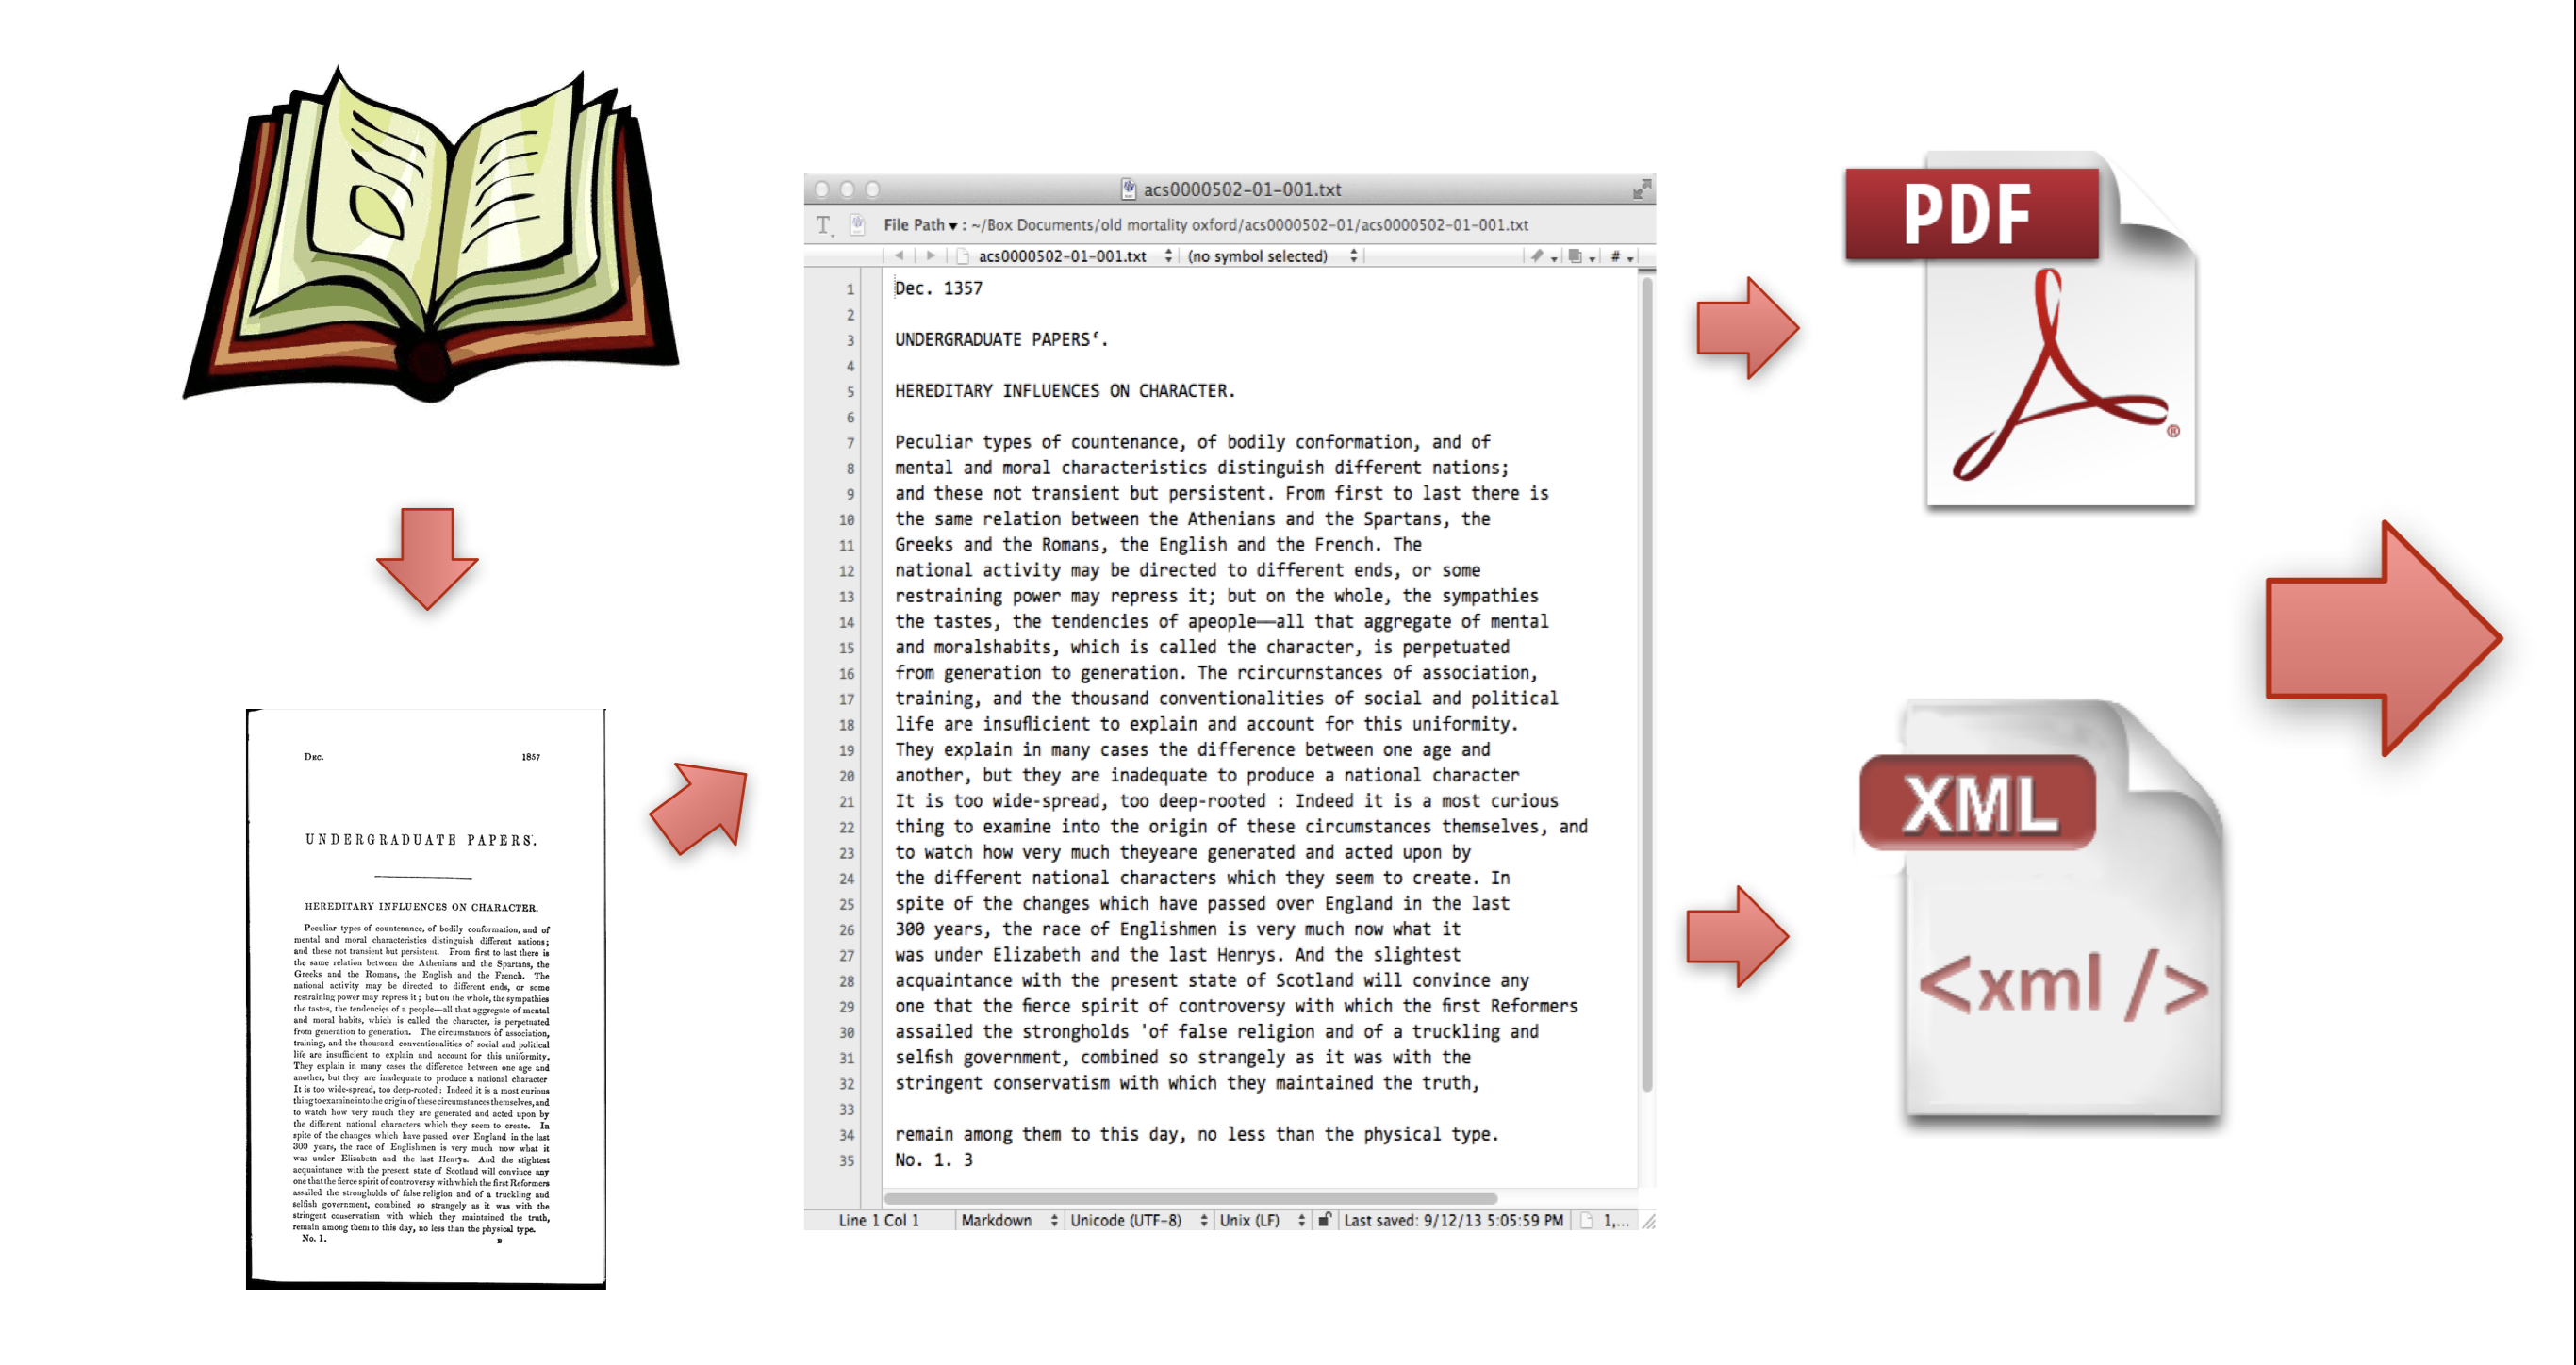 Dec. 1857
UNDERGRADUATE PAPERS.
HEREDITARY INFLUENCES ON CHARACTER.
Peculiar types of countenance, of bodily conformation, and of
mental and moral characteristics distinguish different nations;
and these not transient but persistent. From first to last there is
the same relation between the Athenians and the Spartans, the
Greeks and the Romans, the English and the French. The
national activity may be directed to different ends, or some
restraining power may repress it; but on the whole, the sympathies
the tastes, the tendencies of a people—all that aggregate of mental
and moral habits, which is called the character, is perpetuated
from generation to generation. The circumstances of association,
training, and the thousand conventionalities of social and political
life are insufficient to explain and account for this uniformity.
They explain in many cases the difference between one age and
another, but they are inadequate to produce a national character
It is too wide-spread, too deep-rooted : Indeed it is a most curious
thing to examine into the origin of these circumstances themselves, and
to watch how very much they are generated and acted upon by
the different national characters which they seem to create. In
spite of the changes which have passed over England in the last
300 years, the race of Englishmen is very much now what it
was under Elizabeth and the last Henrys. And the slightest
acquaintance with the present state of Scotland will convince any
one that the fierce spirit of controversy with which the first Reformers
assailed the strongholds of false religion and of a truckling and
selfish government, combined so strangely as it was with the
stringent conservatism with which they maintained the truth,
remain among them to this day, no less than the physical type.
No. 1. B
acs0000502-01-001.txt
File Path ▾ : ~/Box Documents/old mortality oxford/acs0000502-01/acs0000502-01-001.txt
acs0000502-01-001.txt (no symbol selected) #
1 Dec. 1357
2
3 UNDERGRADUATE PAPERS‘.
4
5 HEREDITARY INFLUENCES ON CHARACTER.
6
7 Peculiar types of countenance, of bodily conformation, and of
8 mental and moral characteristics distinguish different nations;
9 and these not transient but persistent. From first to last there is
10 the same relation between the Athenians and the Spartans, the
11 Greeks and the Romans, the English and the French. The
12 national activity may be directed to different ends, or some
13 restraining power may repress it; but on the whole, the sympathies
14 the tastes, the tendencies of apeople—all that aggregate of mental
15 and moralshabits, which is called the character, is perpetuated
16 from generation to generation. The rcircurnstances of association,
17 training, and the thousand conventionalities of social and political
18 life are insuflicient to explain and account for this uniformity.
19 They explain in many cases the difference between one age and
20 another, but they are inadequate to produce a national character
21 It is too wide-spread, too deep-rooted : Indeed it is a most curious
22 thing to examine into the origin of these circumstances themselves, and
23 to watch how very much theyeare generated and acted upon by
24 the different national characters which they seem to create. In
25 spite of the changes which have passed over England in the last
26 300 years, the race of Englishmen is very much now what it
27 was under Elizabeth and the last Henrys. And the slightest
28 acquaintance with the present state of Scotland will convince any
29 one that the fierce spirit of controversy with which the first Reformers
30 assailed the strongholds 'of false religion and of a truckling and
31 selfish government, combined so strangely as it was with the
32 stringent conservatism with which they maintained the truth,
33
34 remain among them to this day, no less than the physical type.
35 No. 1. 3
Line 1 Col 1 Markdown Unicode (UTF-8) Unix (LF) Last saved: 9/12/13 5:05:59 PM 1,...
PDF
®
XML
<xml />